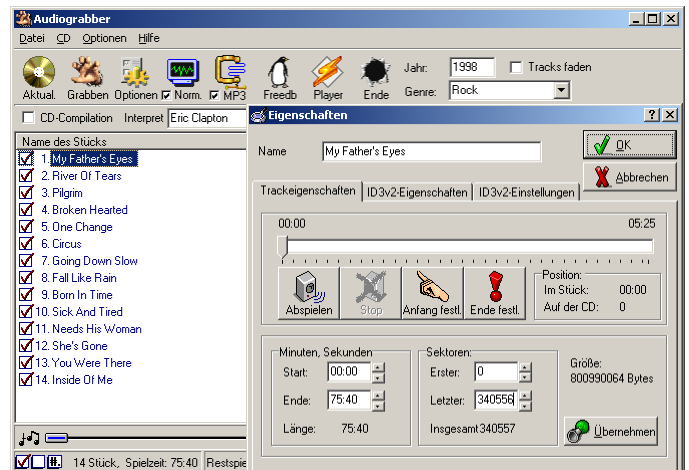 Audiograbber
Datei CD Optionen Hilfe
Aktual. Grabben Optionen Norm. MP3 Freedb Player Ende
Jahr: 1998 Tracks faden
Genre: Rock
CD-Compilation Interpret Eric Clapton
Name des Stücks
1. My Father's Eyes
2. River Of Tears
3. Pilgrim
4. Broken Hearted
5. One Change
6. Circus
7. Going Down Slow
8. Fall Like Rain
9. Born In Time
10. Sick And Tired
11. Needs His Woman
12. She's Gone
13. You Were There
14. Inside Of Me
#. 14 Stück, Spielzeit: 75:40 Restspie
Eigenschaften
Name My Father's Eyes
OK
Abbrechen
Trackeigenschaften ID3v2-Eigenschaften ID3v2-Einstellungen
00:00 05:25
Abspielen Stop Anfang festl. Ende festl.
Position:
Im Stück: 00:00
Auf der CD: 0
Minuten, Sekunden
Start: 00:00
Ende: 75:40
Länge: 75:40
Sektoren:
Erster: 0
Letzter: 340556
Insgesamt 340557
Größe:
800990064 Bytes
Übernehmen